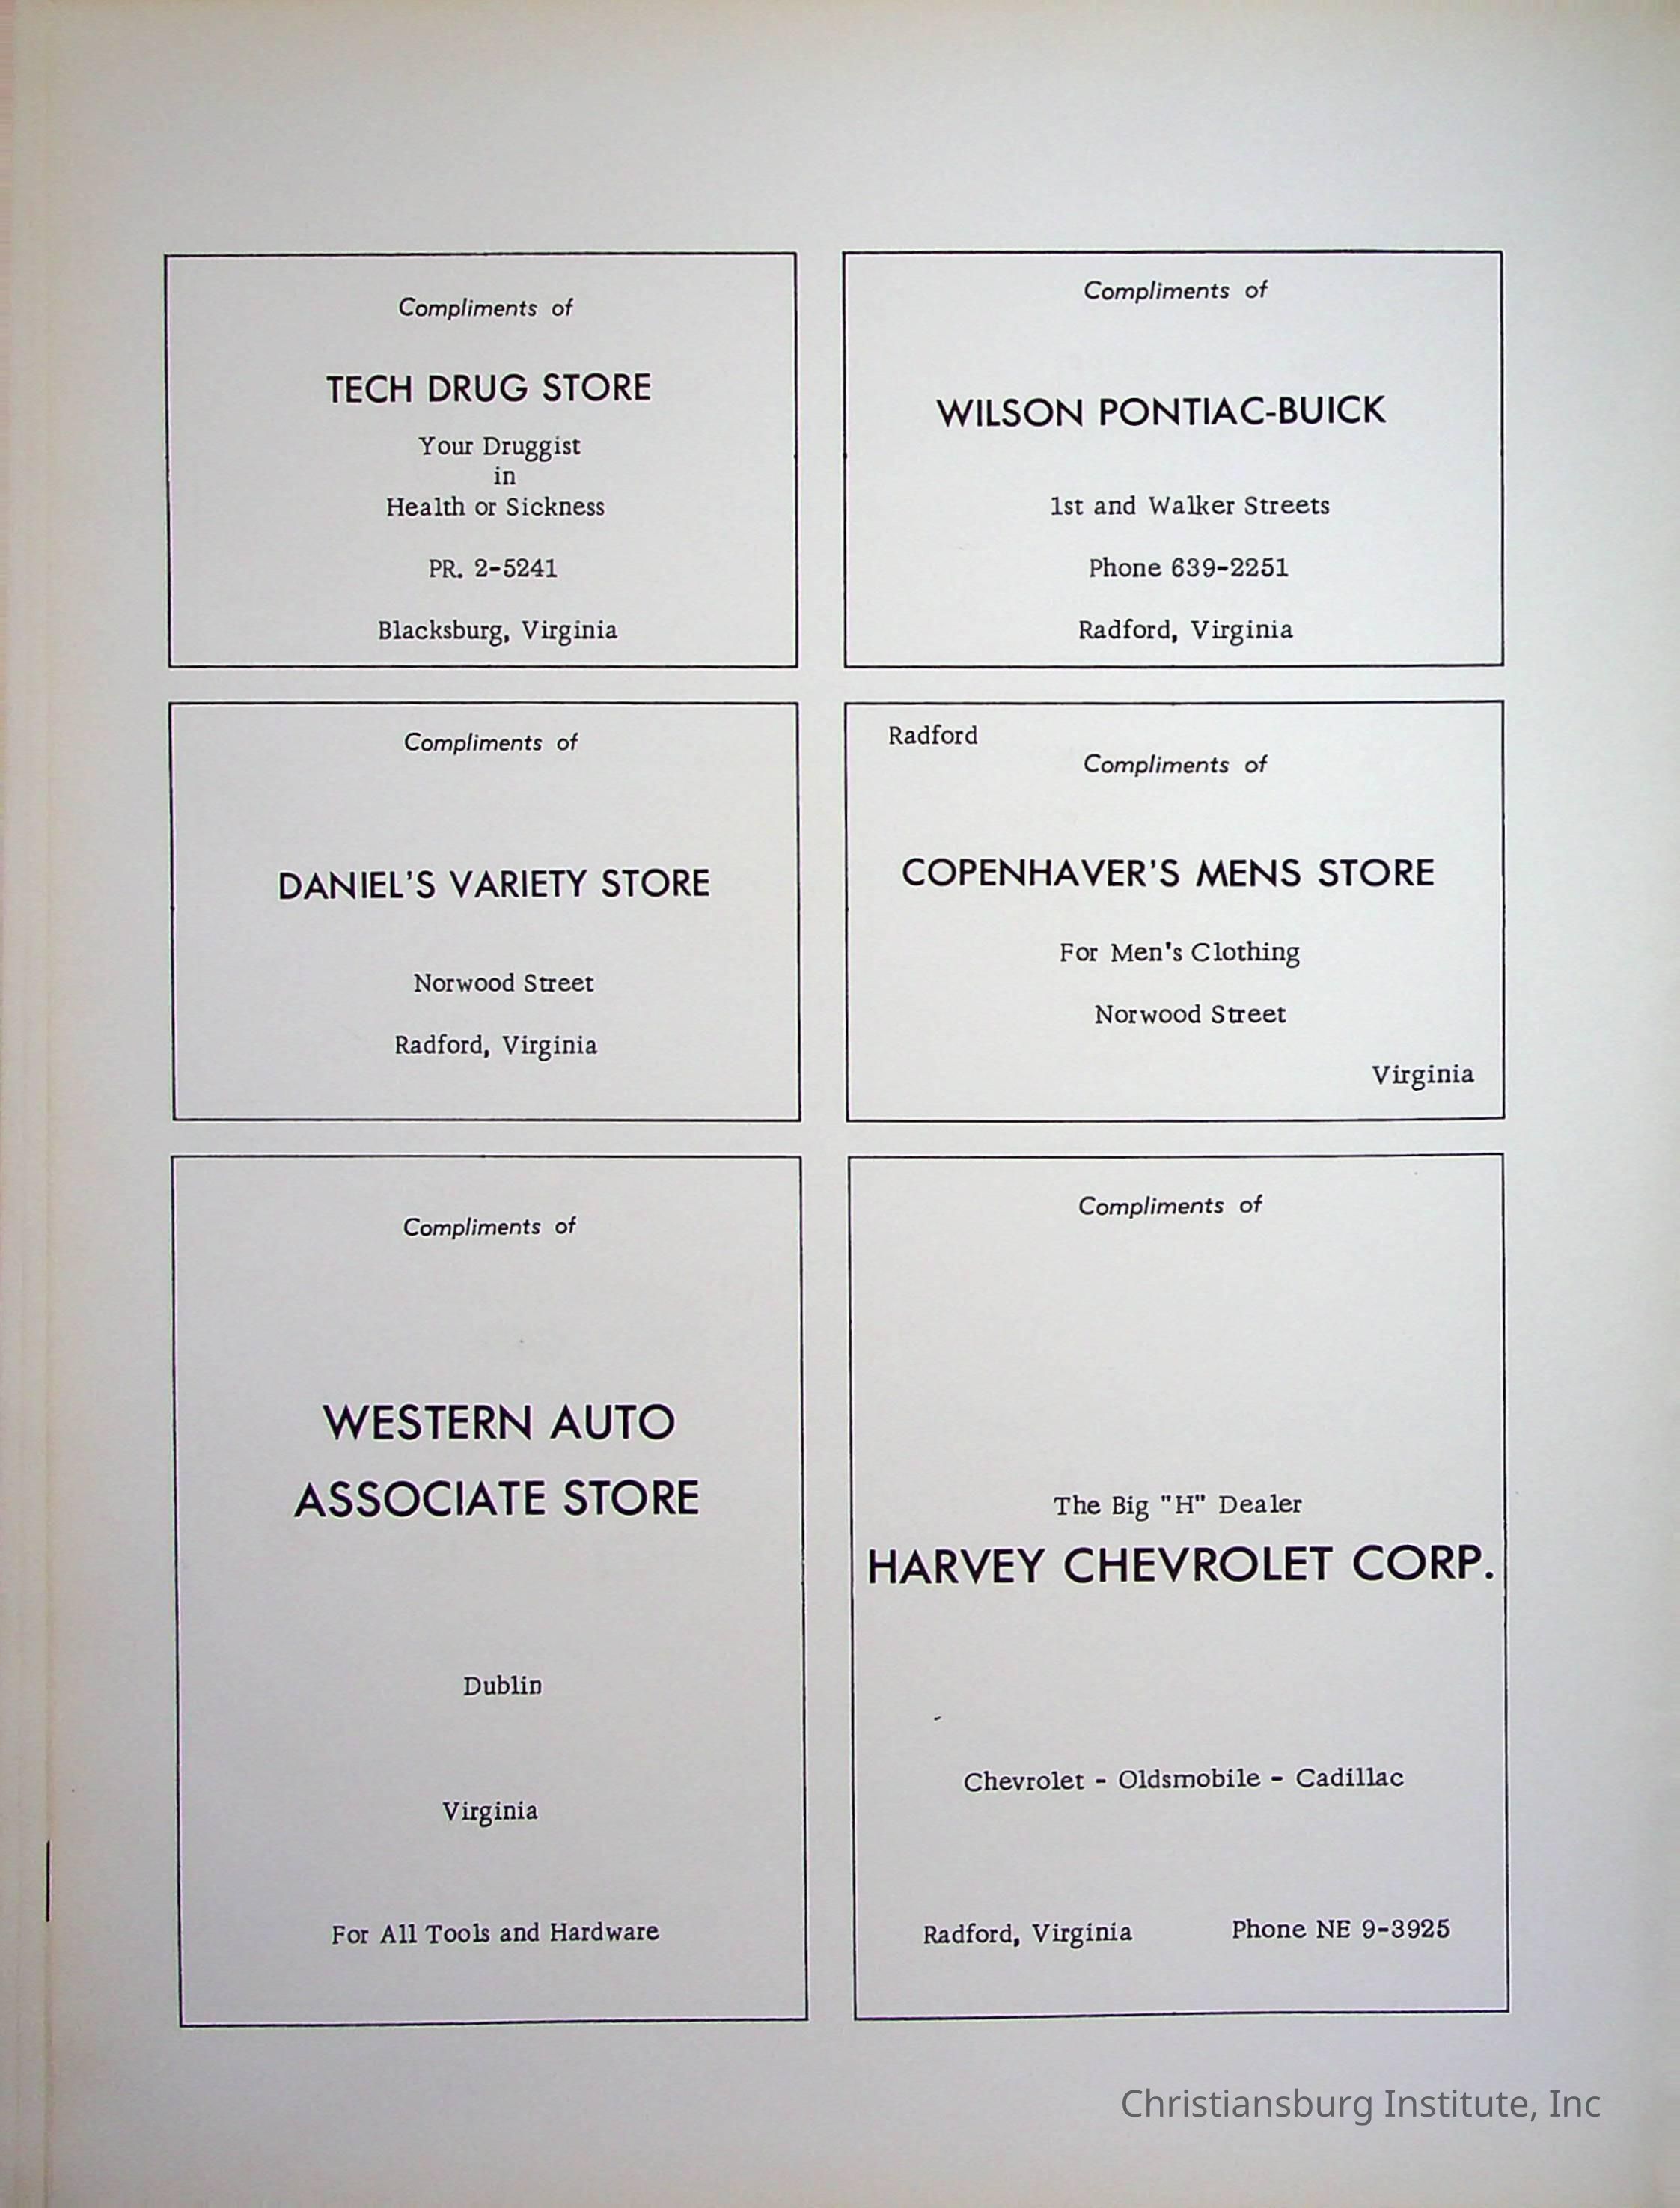 Compliments of
TECH DRUG STORE
Your Druggist
in
Health or Sickness
PR. 2-5241
Blacksburg, Virginia
Compliments of
WILSON PONTIAC-BUICK
1st and Walker Streets
Phone 639-2251
Radford, Virginia
Compliments of
DANIEL'S VARIETY STORE
Norwood Street
Radford, Virginia
Radford
Compliments of
COPENHAVER'S MENS STORE
For Men's Clothing
Norwood Street
Virginia
Compliments of
WESTERN AUTO
ASSOCIATE STORE
Dublin
Virginia
For All Tools and Hardware
Compliments of
The Big "H" Dealer
HARVEY CHEVROLET CORP.
Chevrolet - Oldsmobile - Cadillac
Radford, Virginia Phone NE 9-3925
Christiansburg Institute, Inc